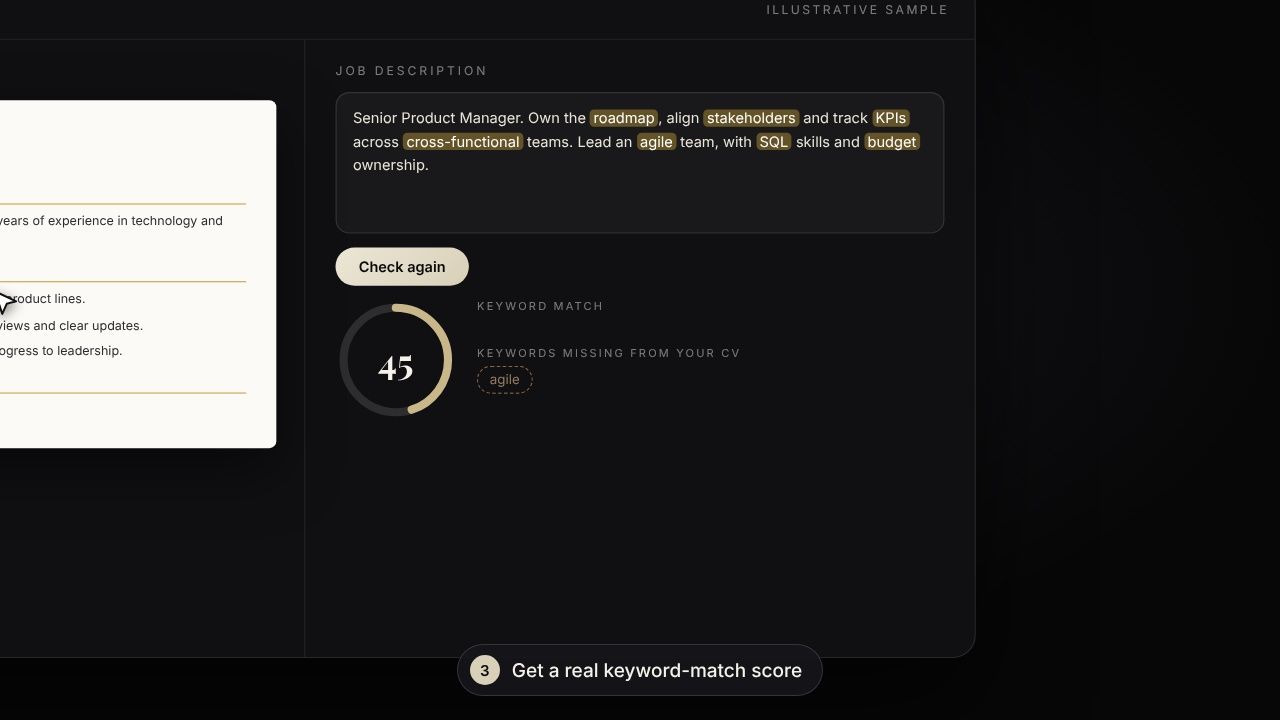 ILLUSTRATIVE SAMPLE
years of experience in technology and
product lines.
views and clear updates.
ogress to leadership.
JOB DESCRIPTION
Senior Product Manager. Own the roadmap, align stakeholders and track KPIs
across cross-functional teams. Lead an agile team, with SQL skills and budget
ownership.
Check again
45
KEYWORD MATCH
KEYWORDS MISSING FROM YOUR CV
agile
3 Get a real keyword-match score